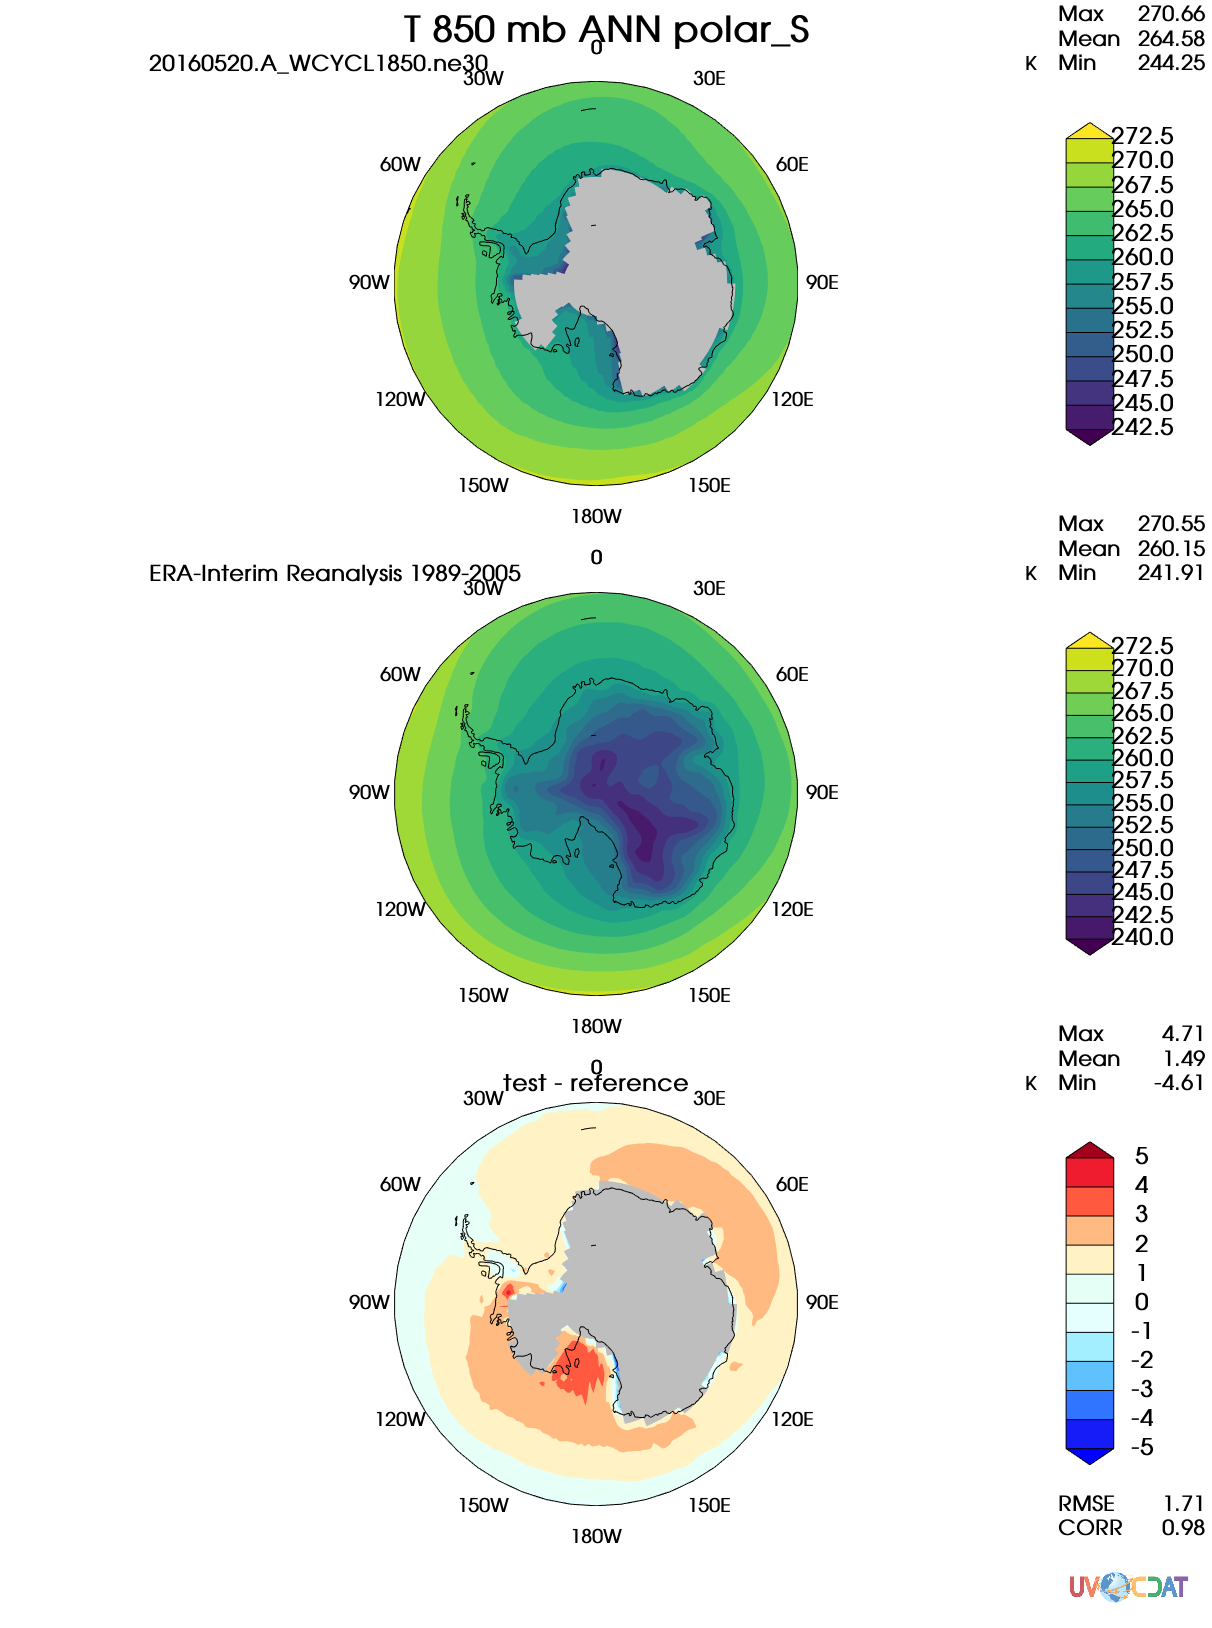 T 850 mb ANN polar_S
20160520.A_WCYCL1850.ne30
K
Max 270.66
Mean 264.58
Min 244.25
0
30W
30E
60W
60E
90W
90E
120W
120E
150W
150E
180W
272.5
270.0
267.5
265.0
262.5
260.0
257.5
255.0
252.5
250.0
247.5
245.0
242.5
ERA-Interim Reanalysis 1989-2005
K
Max 270.55
Mean 260.15
Min 241.91
0
30W
30E
60W
60E
90W
90E
120W
120E
150W
150E
180W
272.5
270.0
267.5
265.0
262.5
260.0
257.5
255.0
252.5
250.0
247.5
245.0
242.5
240.0
test - reference
K
Max 4.71
Mean 1.49
Min -4.61
0
30W
30E
60W
60E
90W
90E
120W
120E
150W
150E
180W
5
4
3
2
1
0
-1
-2
-3
-4
-5
RMSE 1.71
CORR 0.98
UV CDAT